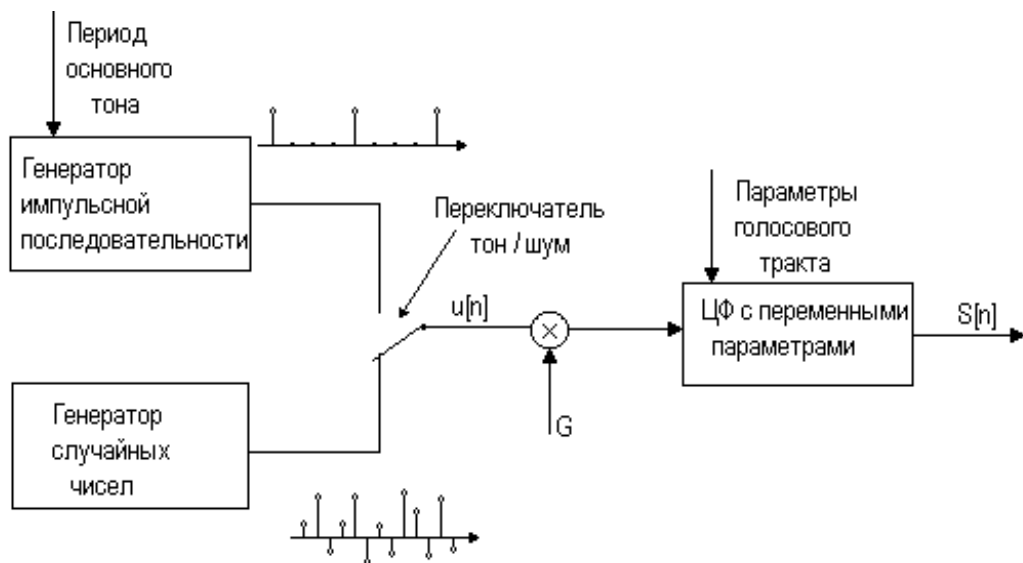 Период
основного
тона
Генератор
импульсной
последовательности
Переключатель
тон / шум
Параметры
голосового
тракта
u[n]
ЦФ с переменными
параметрами
S[n]
G
Генератор
случайных
чисел